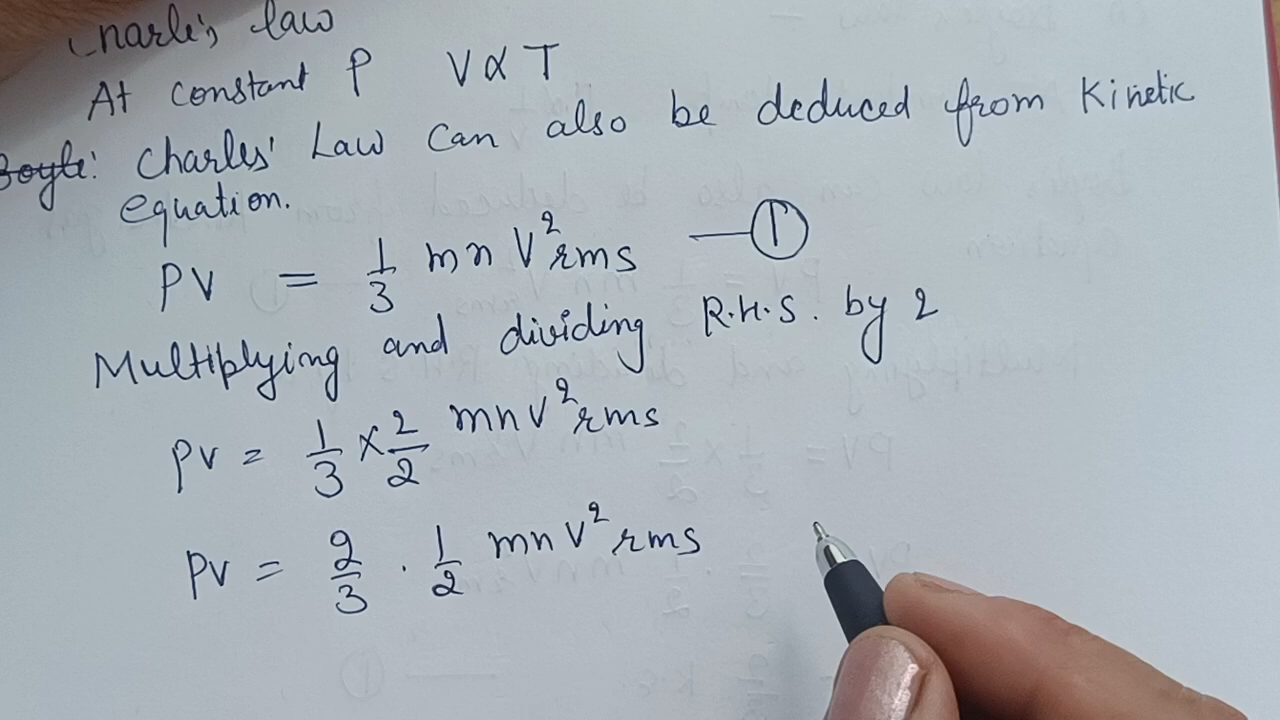 Charle's law
At constant P V ∝ T
Boyle: Charles' Law can also be deduced from Kinetic
equation.
PV = 1/3 mn V²rms —①
Multiplying and dividing R.H.S. by 2
PV = 1/3 × 2/2 mnV²rms
PV = 2/3 . 1/2 mnV²rms